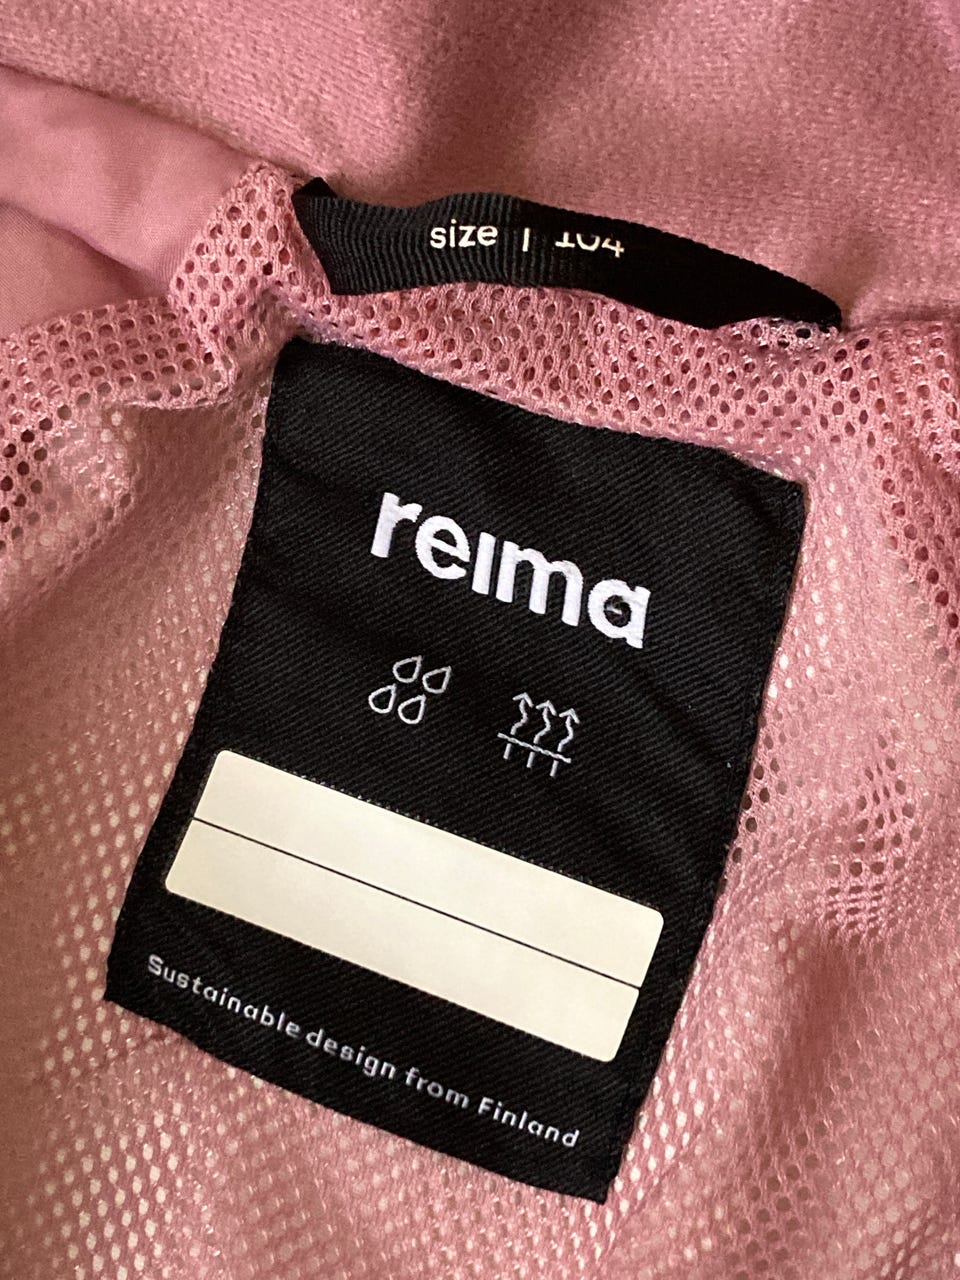 size | 104
reima
Sustainable design from Finland